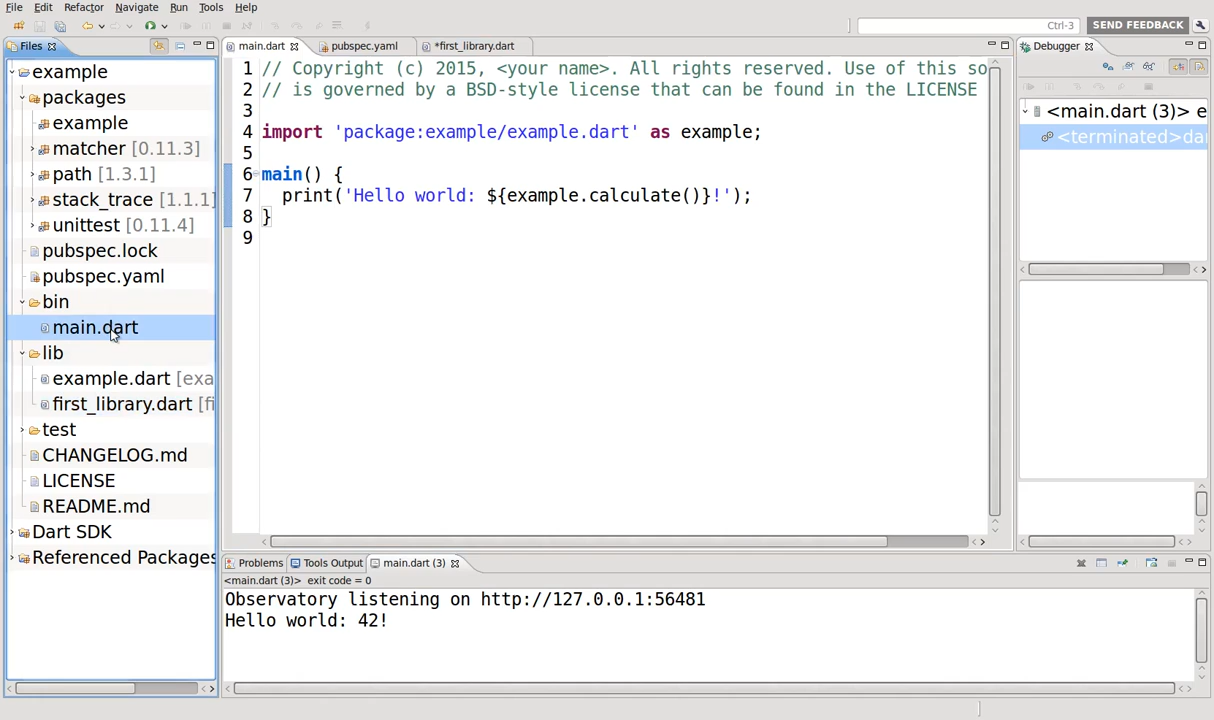 File Edit Refactor Navigate Run Tools Help
Ctrl-3 SEND FEEDBACK
Files
main.dart pubspec.yaml *first_library.dart
Debugger
example
packages
example
matcher [0.11.3]
path [1.3.1]
stack_trace [1.1.1]
unittest [0.11.4]
pubspec.lock
pubspec.yaml
bin
main.dart
lib
example.dart [exa
first_library.dart [fi
test
CHANGELOG.md
LICENSE
README.md
Dart SDK
Referenced Packages
1 // Copyright (c) 2015, <your name>. All rights reserved. Use of this so
2 // is governed by a BSD-style license that can be found in the LICENSE
3
4 import 'package:example/example.dart' as example;
5
6 main() {
7 print('Hello world: ${example.calculate()}!');
8 }
9
<main.dart (3)> e
<terminated>dar
Problems Tools Output main.dart (3)
<main.dart (3)> exit code = 0
Observatory listening on http://127.0.0.1:56481
Hello world: 42!